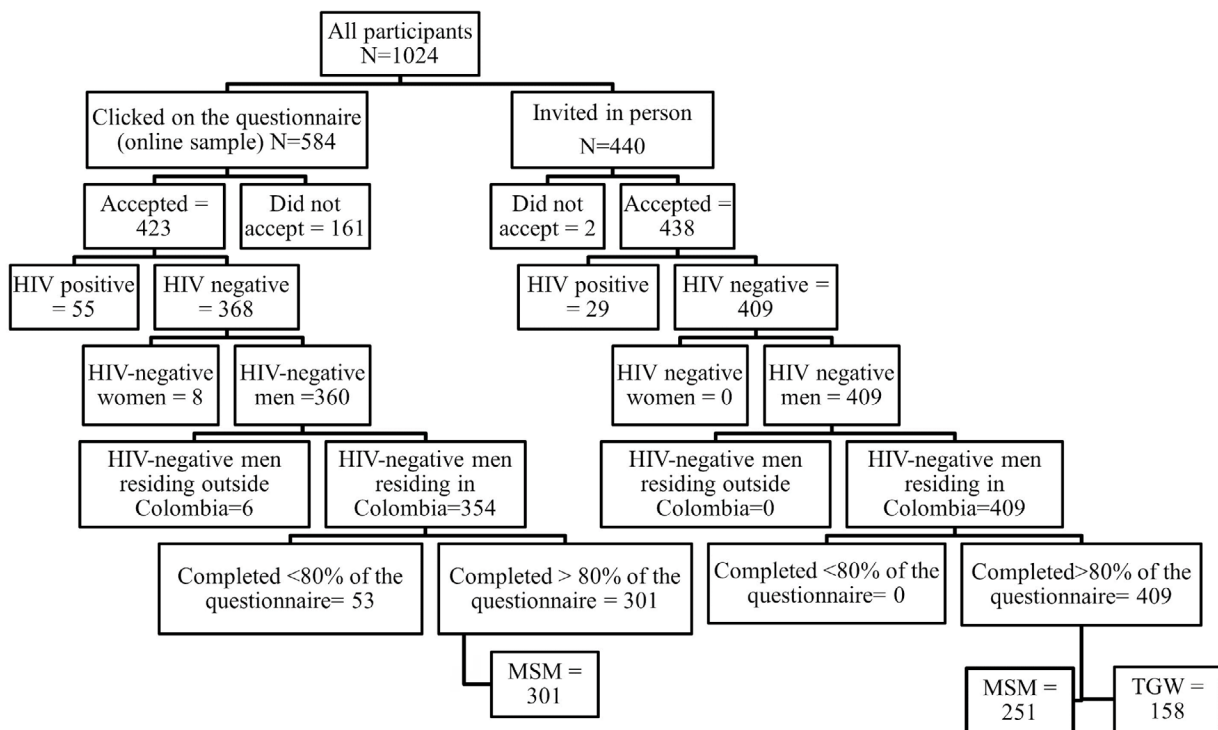 All participants
N=1024
Clicked on the questionnaire
(online sample) N=584
Invited in person
N=440
Accepted =
423
Did not
accept = 161
Did not
accept = 2
Accepted =
438
HIV positive
= 55
HIV negative
= 368
HIV positive
= 29
HIV negative =
409
HIV-negative
women = 8
HIV-negative
men =360
HIV negative
women = 0
HIV negative
men = 409
HIV-negative men
residing outside
Colombia=6
HIV-negative men
residing in
Colombia=354
HIV-negative men
residing outside
Colombia=0
HIV-negative men
residing in
Colombia=409
Completed <80% of the
questionnaire= 53
Completed > 80% of the
questionnaire = 301
Completed <80% of the
questionnaire= 0
Completed>80% of the
questionnaire= 409
MSM =
301
MSM =
251
TGW =
158